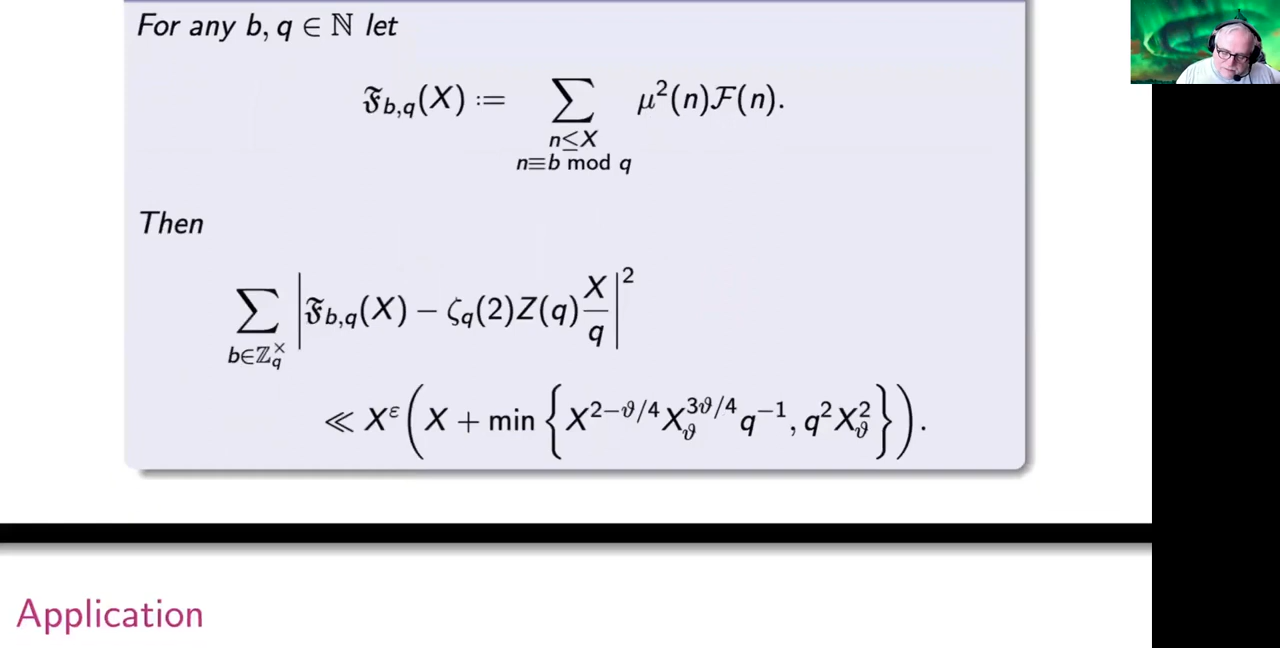 For any b, q ∈ ℕ let
𝔉_{b,q}(X) := ∑_{n≤X, n≡b mod q} μ²(n)ℱ(n).
Then
∑_{b∈ℤ_q^×} |𝔉_{b,q}(X) − ζ_q(2)Z(q) X/q|²
≪ X^ε (X + min {X^{2−ϑ/4} X_ϑ^{3ϑ/4} q^{−1}, q² X_ϑ²}).
Application